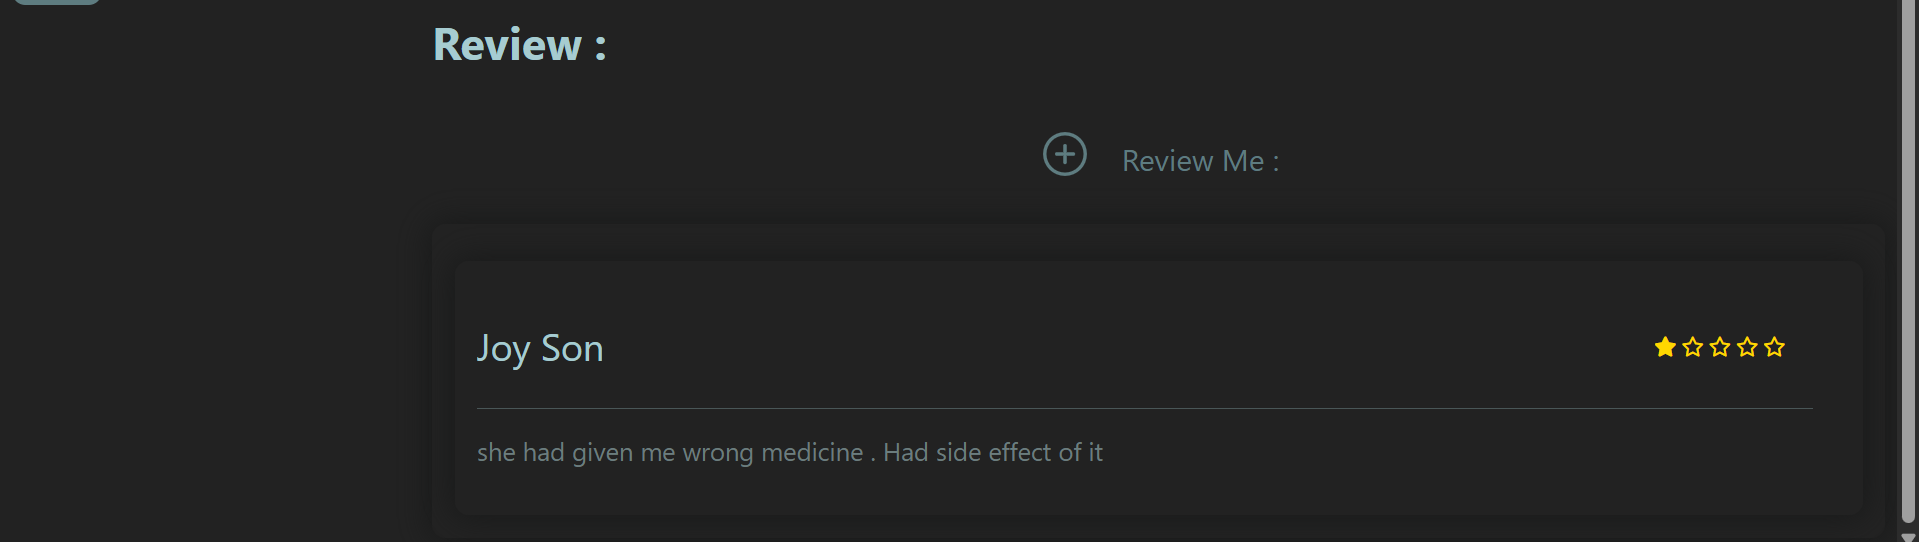 Review :
Review Me :
Joy Son
she had given me wrong medicine . Had side effect of it